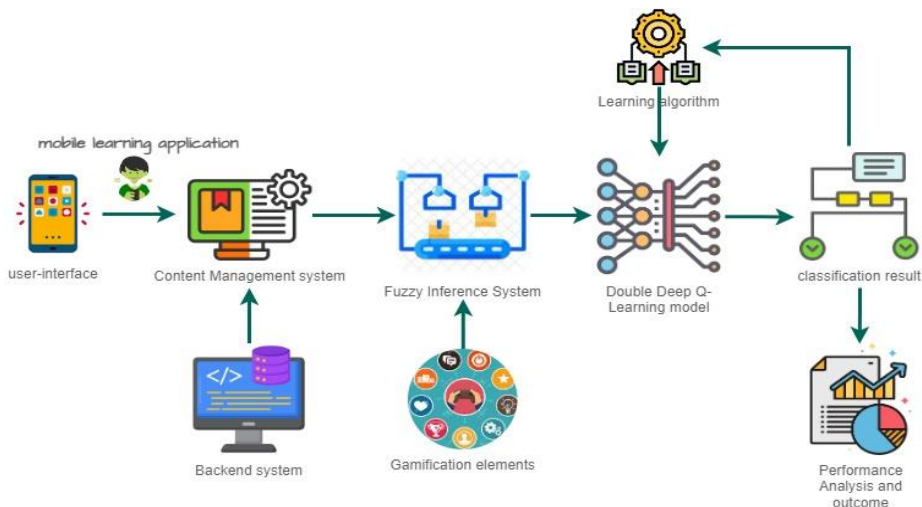 Learning algorithm
mobile learning application
user-interface
Content Management system
Fuzzy Inference System
Double Deep Q-
Learning model
classification result
</>
Backend system
Gamification elements
Performance
Analysis and
outcome